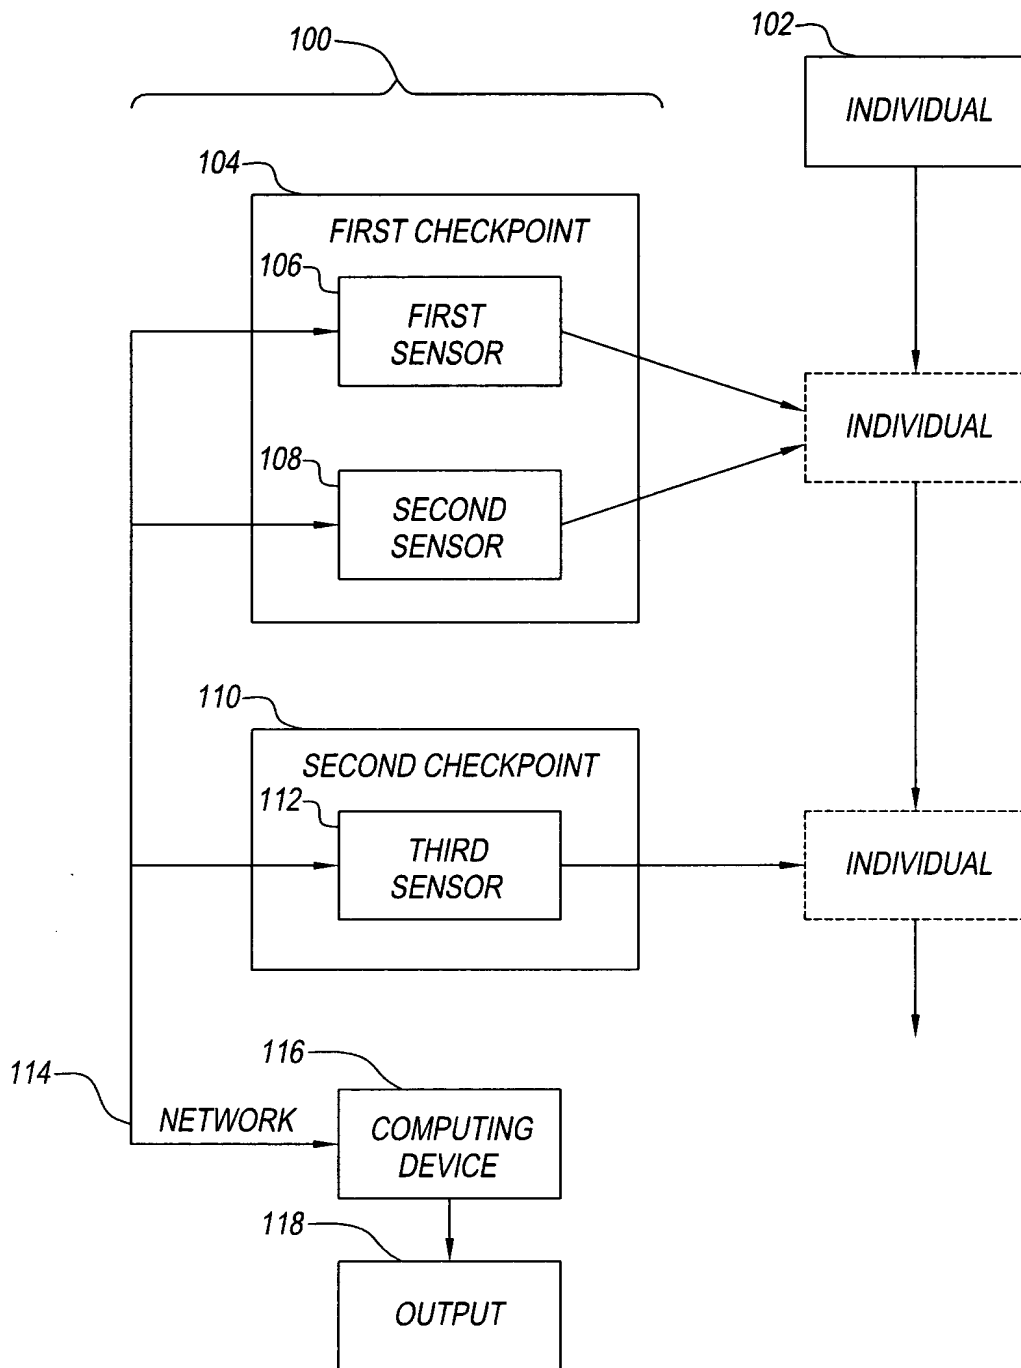 100
102
INDIVIDUAL
104
FIRST CHECKPOINT
106
FIRST
SENSOR
INDIVIDUAL
108
SECOND
SENSOR
110
SECOND CHECKPOINT
112
THIRD
SENSOR
INDIVIDUAL
114
NETWORK
116
COMPUTING
DEVICE
118
OUTPUT